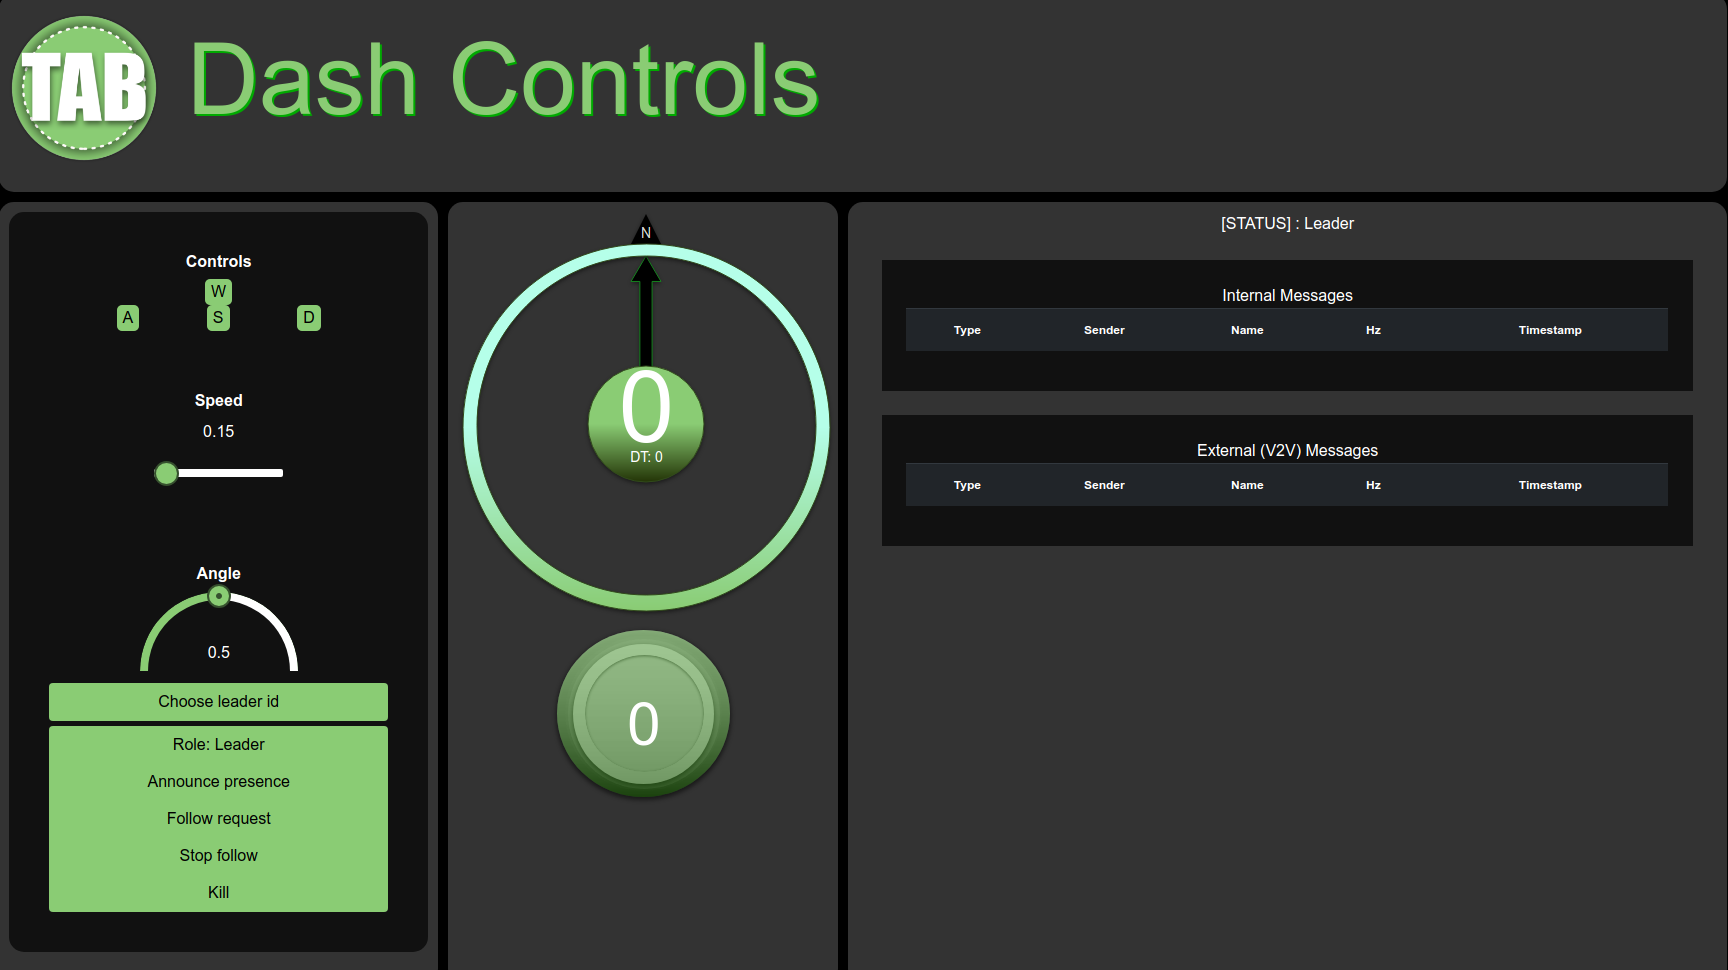 TAB
Dash Controls
Controls
W
A S D
Speed
0.15
Angle
0.5
Choose leader id
Role: Leader
Announce presence
Follow request
Stop follow
Kill
N
0
DT: 0
0
[STATUS] : Leader
Internal Messages
Type Sender Name Hz Timestamp
External (V2V) Messages
Type Sender Name Hz Timestamp